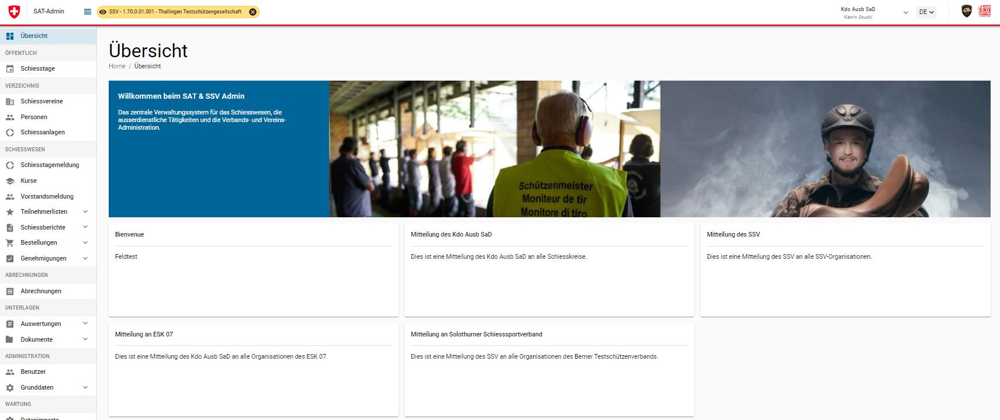 SAT-Admin
SSV - 1.70.0.01.001 - Thallingen Testschützengesellschaft
Kdo Ausb SaD
Katrin Stucki
DE
Übersicht
ÖFFENTLICH
Schiesstage
VERZEICHNIS
Schiessvereine
Personen
Schiessanlagen
SCHIESSWESEN
Schiesstagemeldung
Kurse
Vorstandsmeldung
Teilnehmerlisten
Schiessberichte
Bestellungen
Genehmigungen
ABRECHNUNGEN
Abrechnungen
UNTERLAGEN
Auswertungen
Dokumente
ADMINISTRATION
Benutzer
Grunddaten
WARTUNG
Datenimporte
Übersicht
Home / Übersicht
Willkommen beim SAT & SSV Admin
Das zentrale Verwaltungssystem für das Schiesswesen, die
ausserdienstliche Tätigkeiten und die Verbands- und Vereins-
Administration.
Schützenmeister
Moniteur de tir
Monitore di tiro
Bienvenue
Feldtest
Mitteilung des Kdo Ausb SaD
Dies ist eine Mitteilung des Kdo Ausb SaD an alle Schiesskreise.
Mitteilung des SSV
Dies ist eine Mitteilung des SSV an alle SSV-Organisationen.
Mitteilung an ESK 07
Dies ist eine Mitteilung des Kdo Ausb SaD an alle Organisationen des ESK 07.
Mitteilung an Solothurner Schiesssportverband
Dies ist eine Mitteilung des SSV an alle Organisationen des Berner Testschützenverbands.